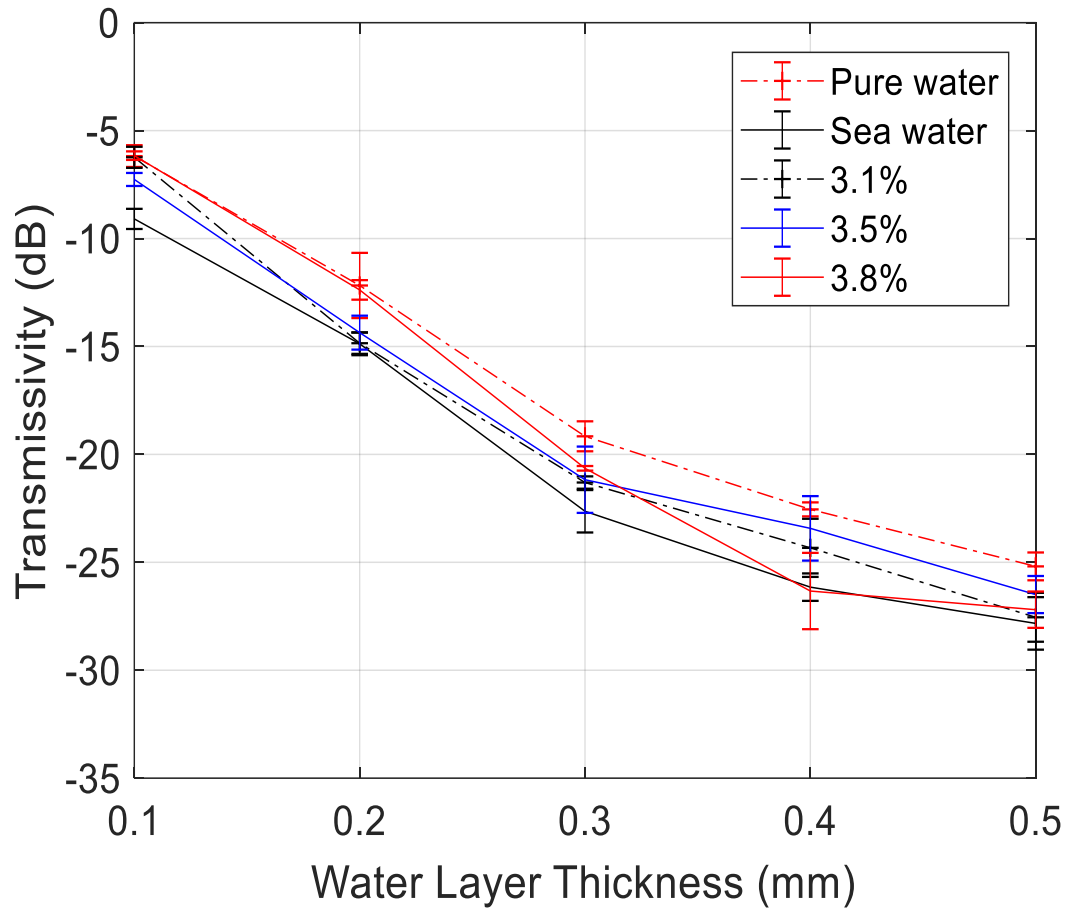 0
-5
-10
-15
-20
-25
-30
-35
Transmissivity (dB)
Pure water
Sea water
3.1%
3.5%
3.8%
0.1 0.2 0.3 0.4 0.5
Water Layer Thickness (mm)